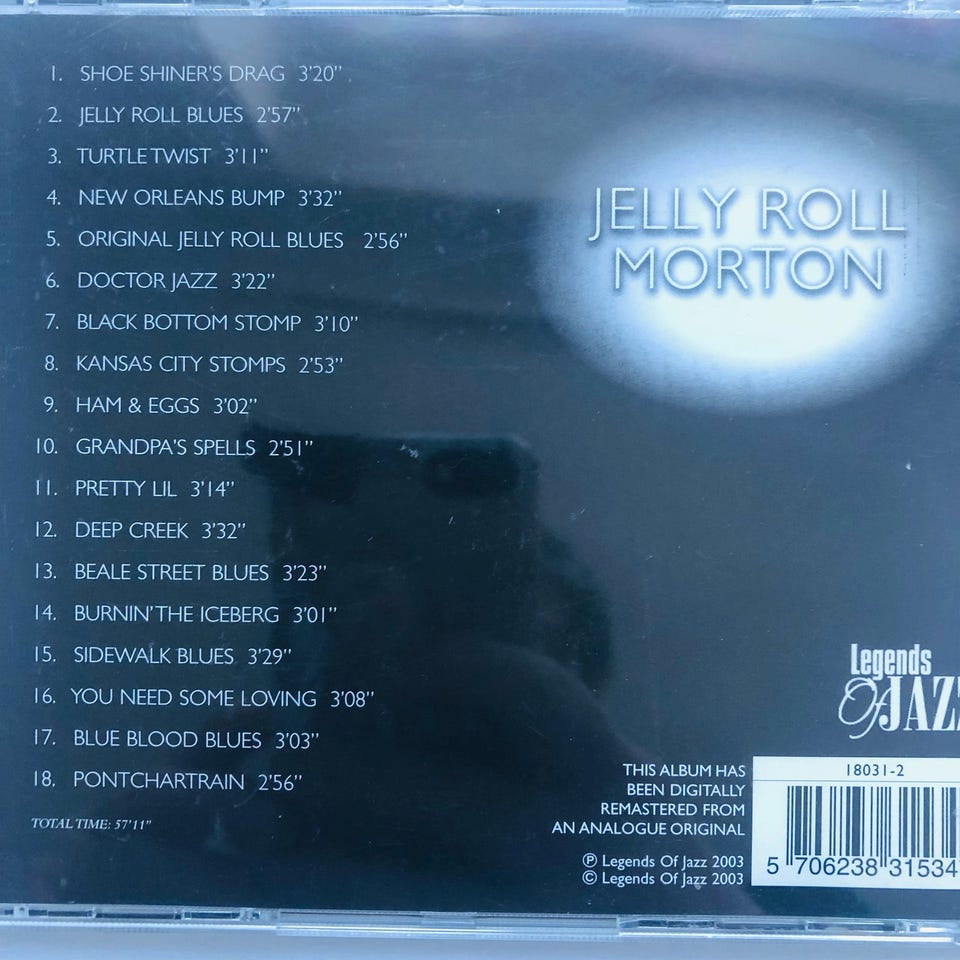 1. SHOE SHINER'S DRAG 3'20"
2. JELLY ROLL BLUES 2'57"
3. TURTLE TWIST 3'11"
4. NEW ORLEANS BUMP 3'32"
5. ORIGINAL JELLY ROLL BLUES 2'56"
6. DOCTOR JAZZ 3'22"
7. BLACK BOTTOM STOMP 3'10"
8. KANSAS CITY STOMPS 2'53"
9. HAM & EGGS 3'02"
10. GRANDPA'S SPELLS 2'51"
11. PRETTY LIL 3'14"
12. DEEP CREEK 3'32"
13. BEALE STREET BLUES 3'23"
14. BURNIN' THE ICEBERG 3'01"
15. SIDEWALK BLUES 3'29"
16. YOU NEED SOME LOVING 3'08"
17. BLUE BLOOD BLUES 3'03"
18. PONTCHARTRAIN 2'56"
TOTAL TIME: 57'11"
JELLY ROLL
MORTON
Legends
Of JAZZ
THIS ALBUM HAS
BEEN DIGITALLY
REMASTERED FROM
AN ANALOGUE ORIGINAL
℗ Legends Of Jazz 2003
© Legends Of Jazz 2003
18031-2
5 706238 31534